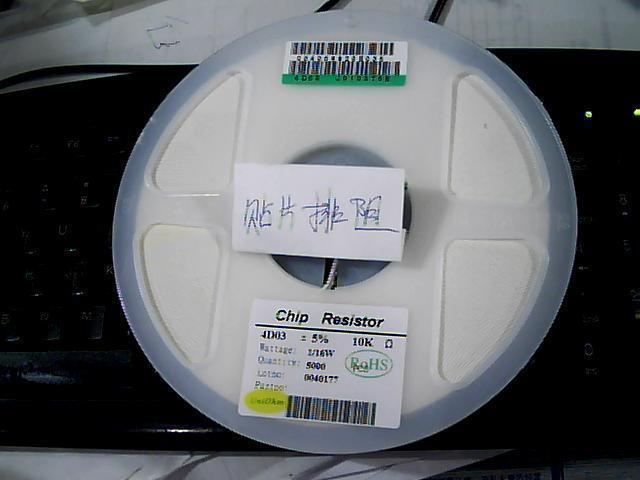 贴片排阻
Chip Resistor
4D03 ± 5% 10K Ω
Wattage: 1/16W
Quantity: 5000
Lotno: 0040177
Partno:
RoHS
UniOhm